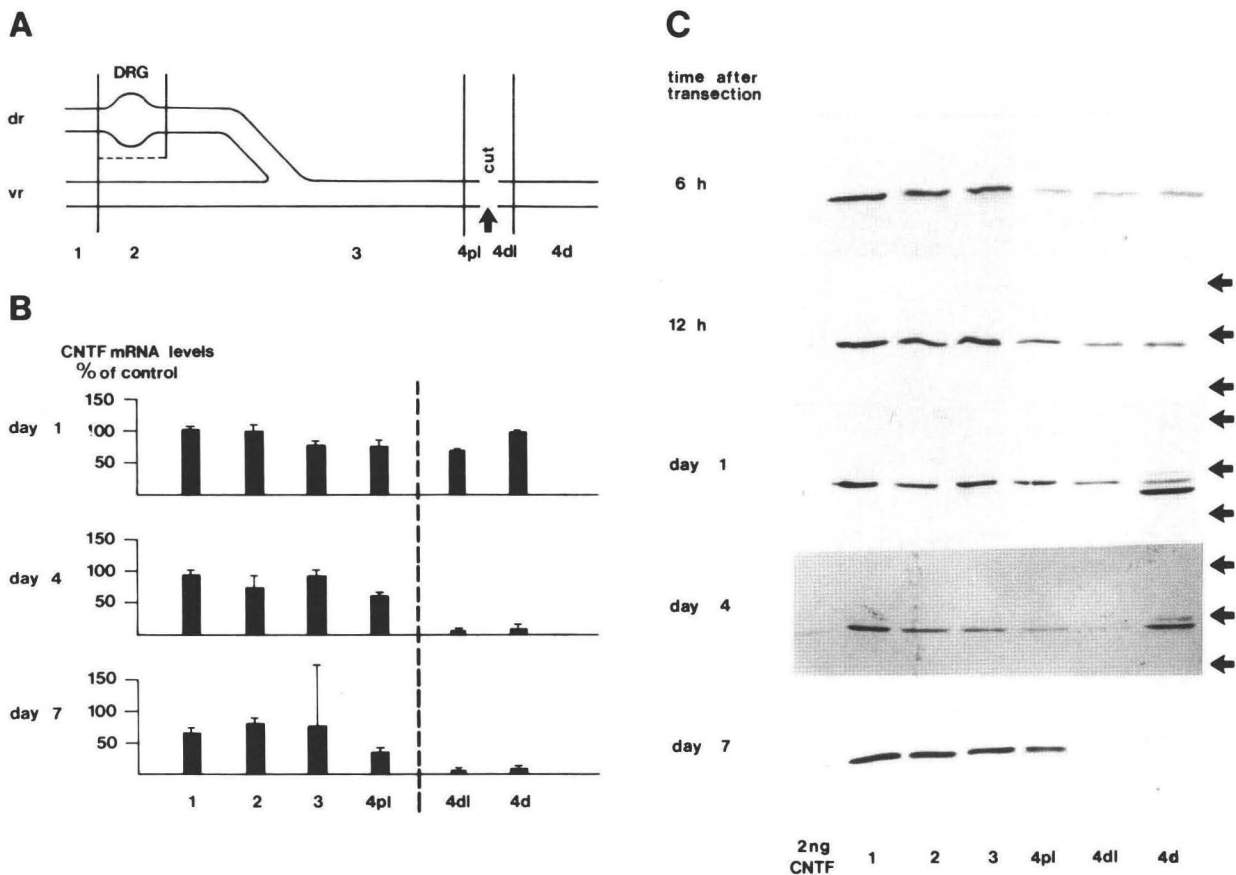 A
DRG
dr
vr
cut
1 2 3 4pl 4dl 4d
B
CNTF mRNA levels
% of control
day 1
150
100
50
day 4
150
100
50
day 7
150
100
50
1 2 3 4pl 4dl 4d
C
time after
transection
6 h
12 h
day 1
day 4
day 7
2ng
CNTF
1 2 3 4pl 4dl 4d